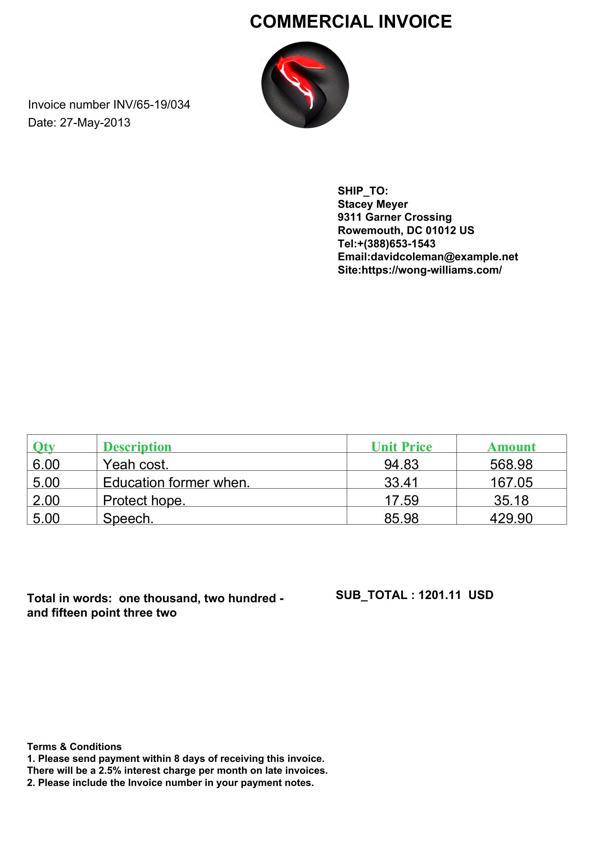 COMMERCIAL INVOICE
Invoice number INV/65-19/034
Date: 27-May-2013
SHIP_TO:
Stacey Meyer
9311 Garner Crossing
Rowemouth, DC 01012 US
Tel:+(388)653-1543
Email:davidcoleman@example.net
Site:https://wong-williams.com/
Qty Description Unit Price Amount
6.00 Yeah cost. 94.83 568.98
5.00 Education former when. 33.41 167.05
2.00 Protect hope. 17.59 35.18
5.00 Speech. 85.98 429.90
Total in words: one thousand, two hundred -
and fifteen point three two
SUB_TOTAL : 1201.11 USD
Terms & Conditions
1. Please send payment within 8 days of receiving this invoice.
There will be a 2.5% interest charge per month on late invoices.
2. Please include the Invoice number in your payment notes.